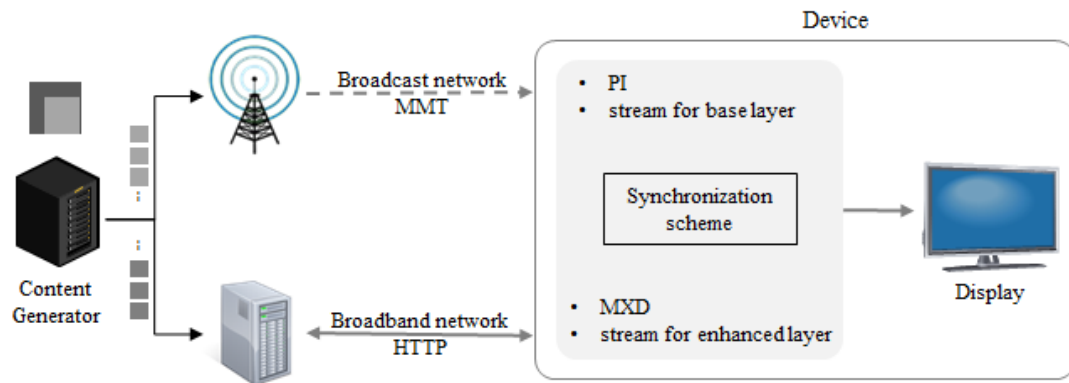 Device
Broadcast network
MMT
• PI
• stream for base layer
Synchronization
scheme
Content
Generator
Broadband network
HTTP
• MXD
• stream for enhanced layer
Display